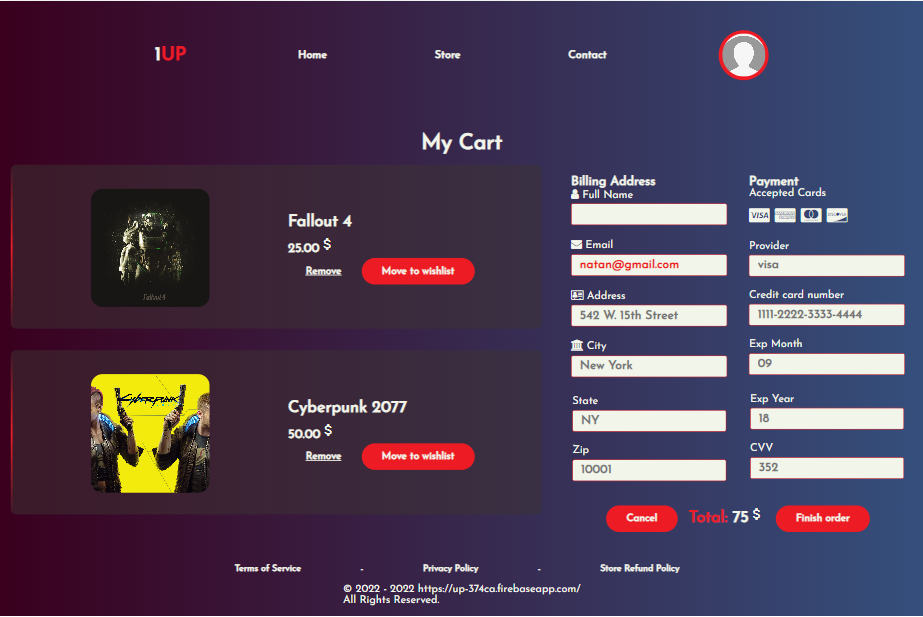 1UP
Home
Store
Contact
My Cart
Fallout 4
Fallout 4
25.00 $
Remove
Move to wishlist
CYBERPUNK
Cyberpunk 2077
50.00 $
Remove
Move to wishlist
Billing Address
Full Name
Email
natan@gmail.com
Address
542 W. 15th Street
City
New York
State
NY
Zip
10001
Payment
Accepted Cards
VISA
DISCOVER
Provider
visa
Credit card number
1111-2222-3333-4444
Exp Month
09
Exp Year
18
CVV
352
Cancel
Total: 75 $
Finish order
Terms of Service
-
Privacy Policy
-
Store Refund Policy
© 2022 - 2022 https://up-374ca.firebaseapp.com/
All Rights Reserved.